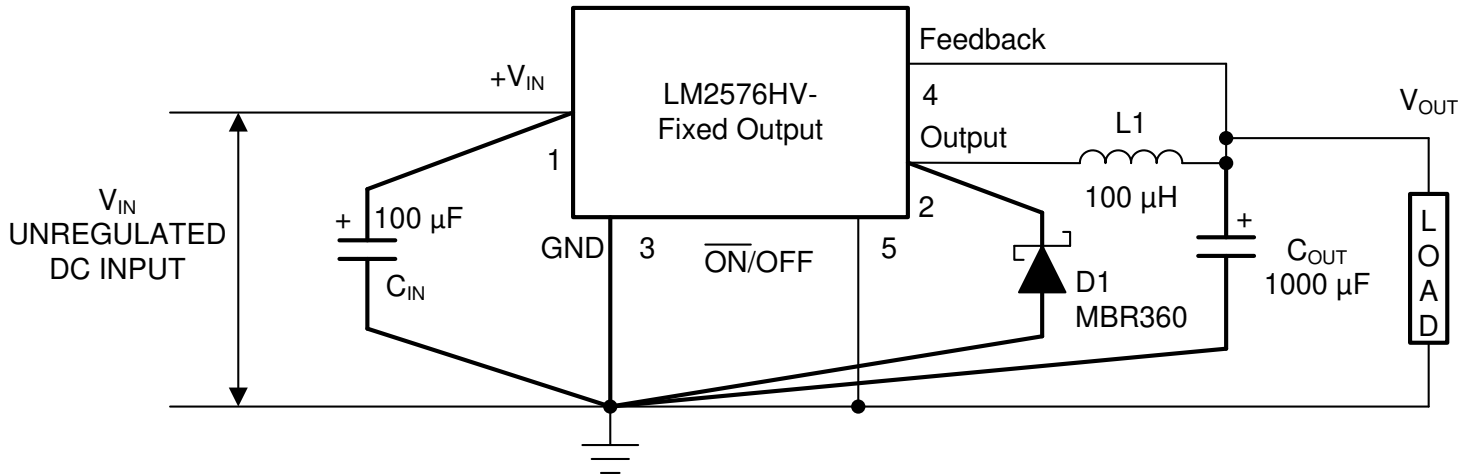 Feedback
+VIN
LM2576HV-
Fixed Output
4
Output
L1
VOUT
1
100 µH
2
VIN
UNREGULATED
DC INPUT
+
100 µF
CIN
GND
3
ON/OFF
5
D1
MBR360
+
COUT
1000 µF
LOAD